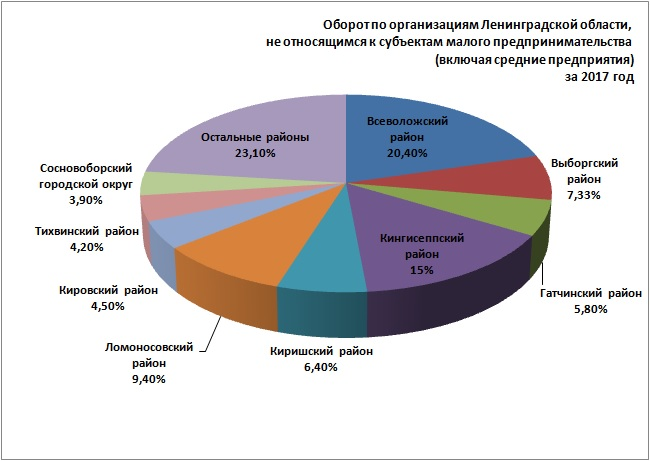 Оборот по организациям Ленинградской области,
не относящимся к субъектам малого предпринимательства
(включая средние предприятия)
за 2017 год
Всеволожский
район
20,40%
Выборгский
район
7,33%
Гатчинский район
5,80%
Кингисеппский
район
15%
Киришский район
6,40%
Ломоносовский
район
9,40%
Кировский район
4,50%
Тихвинский район
4,20%
Сосновоборский
городской округ
3,90%
Остальные районы
23,10%